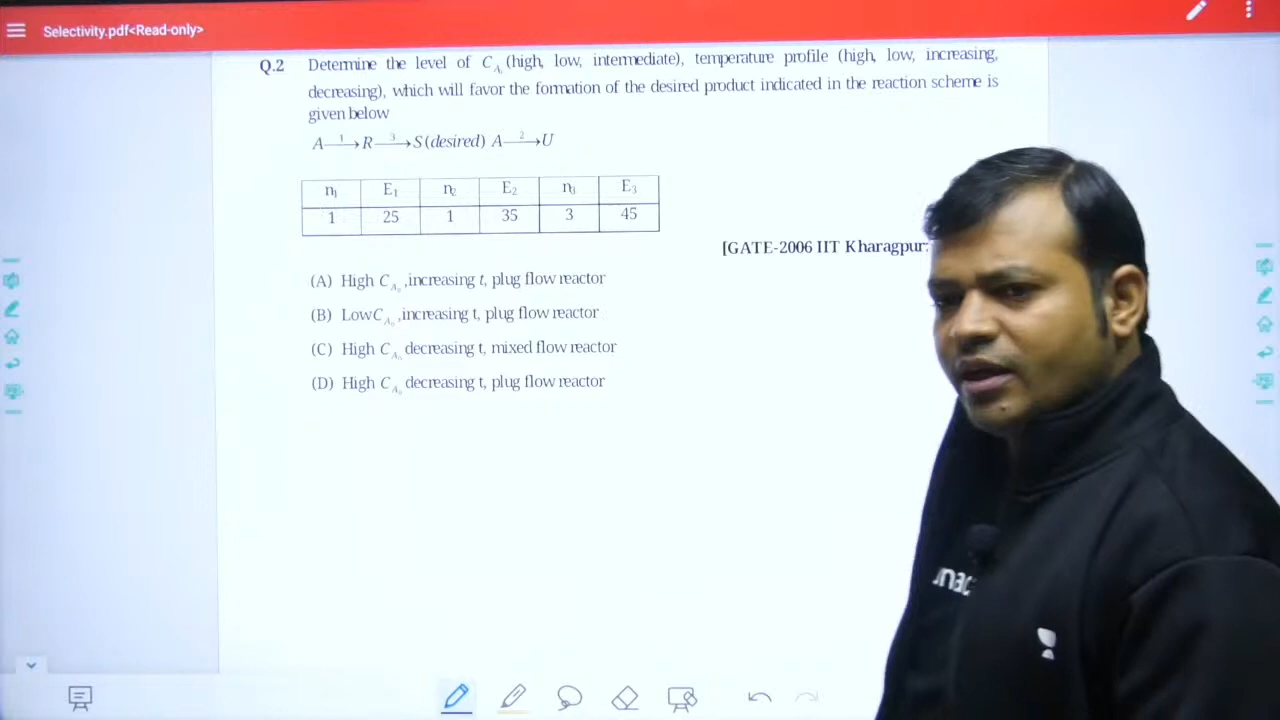 Selectivity.pdf<Read-only>
Q.2 Determine the level of C_A₀ (high, low, intermediate), temperature profile (high, low, increasing,
decreasing), which will favor the formation of the desired product indicated in the reaction scheme is
given below
A —1→ R —3→ S(desired) A —2→ U
n₁ E₁ n₂ E₂ n₃ E₃
1 25 1 35 3 45
[GATE-2006 IIT Kharagpur:
(A) High C_A₀ ,increasing t, plug flow reactor
(B) Low C_A₀ ,increasing t, plug flow reactor
(C) High C_A₀ decreasing t, mixed flow reactor
(D) High C_A₀ decreasing t, plug flow reactor